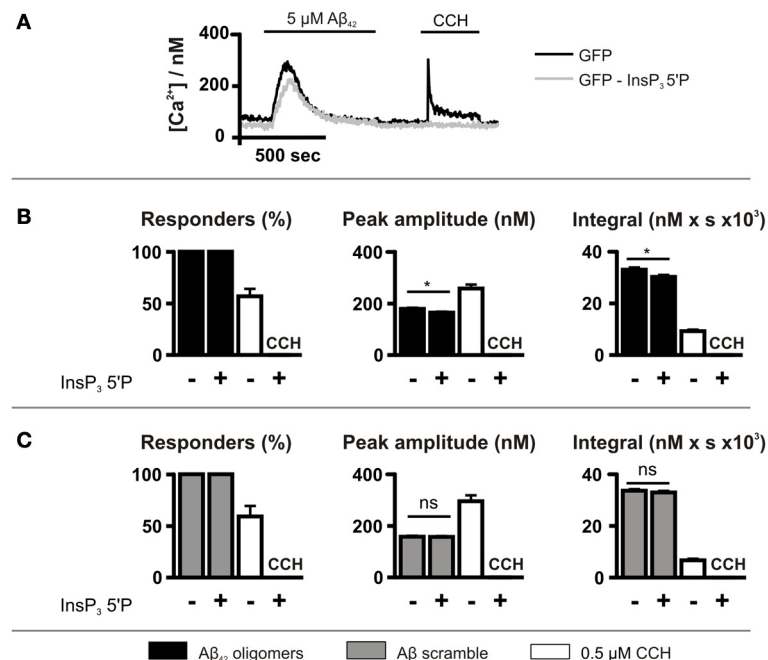 A
5 µM Aβ₄₂
CCH
[Ca²⁺] / nM
400
200
0
500 sec
GFP
GFP - InsP₃ 5'P
B
Responders (%)
Peak amplitude (nM)
Integral (nM x s x10³)
100
50
0
CCH
400
200
0
*
CCH
40
20
0
*
CCH
InsP₃ 5'P
- + - +
- + - +
- + - +
C
Responders (%)
Peak amplitude (nM)
Integral (nM x s x10³)
100
50
0
CCH
400
200
0
ns
CCH
40
20
0
ns
CCH
InsP₃ 5'P
- + - +
- + - +
- + - +
Aβ₄₂ oligomers
Aβ scramble
0.5 µM CCH